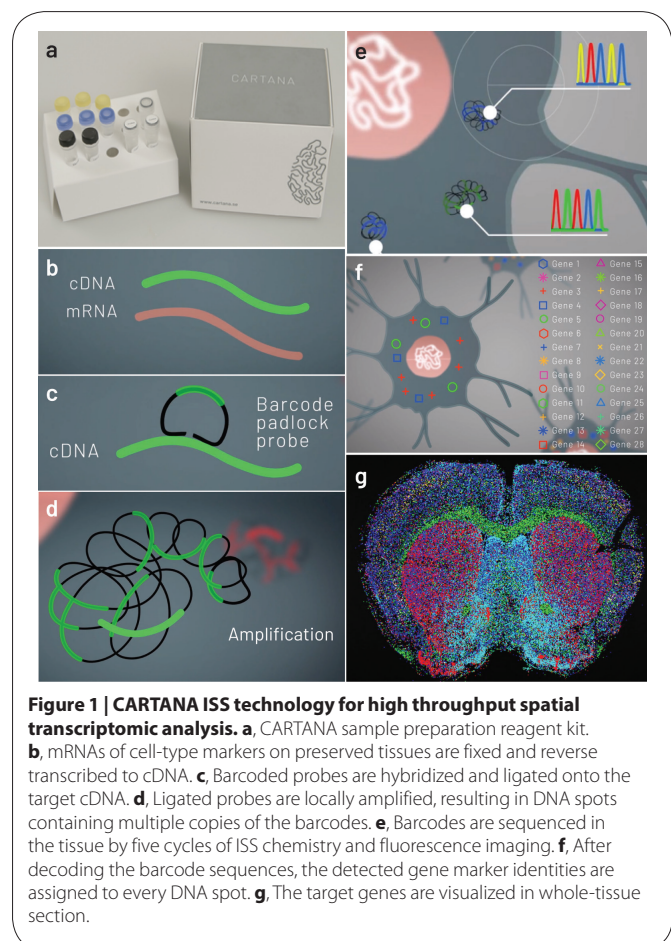 a
CARTANA
www.cartana.se
b
cDNA
mRNA
c
Barcode
padlock
probe
cDNA
d
Amplification
e
f
Gene 1
Gene 2
Gene 3
Gene 4
Gene 5
Gene 6
Gene 7
Gene 8
Gene 9
Gene 10
Gene 11
Gene 12
Gene 13
Gene 14
Gene 15
Gene 16
Gene 17
Gene 18
Gene 19
Gene 20
Gene 21
Gene 22
Gene 23
Gene 24
Gene 25
Gene 26
Gene 27
Gene 28
g
Figure 1 | CARTANA ISS technology for high throughput spatial
transcriptomic analysis. a, CARTANA sample preparation reagent kit.
b, mRNAs of cell-type markers on preserved tissues are fixed and reverse
transcribed to cDNA. c, Barcoded probes are hybridized and ligated onto the
target cDNA. d, Ligated probes are locally amplified, resulting in DNA spots
containing multiple copies of the barcodes. e, Barcodes are sequenced in
the tissue by five cycles of ISS chemistry and fluorescence imaging. f, After
decoding the barcode sequences, the detected gene marker identities are
assigned to every DNA spot. g, The target genes are visualized in whole-tissue
section.